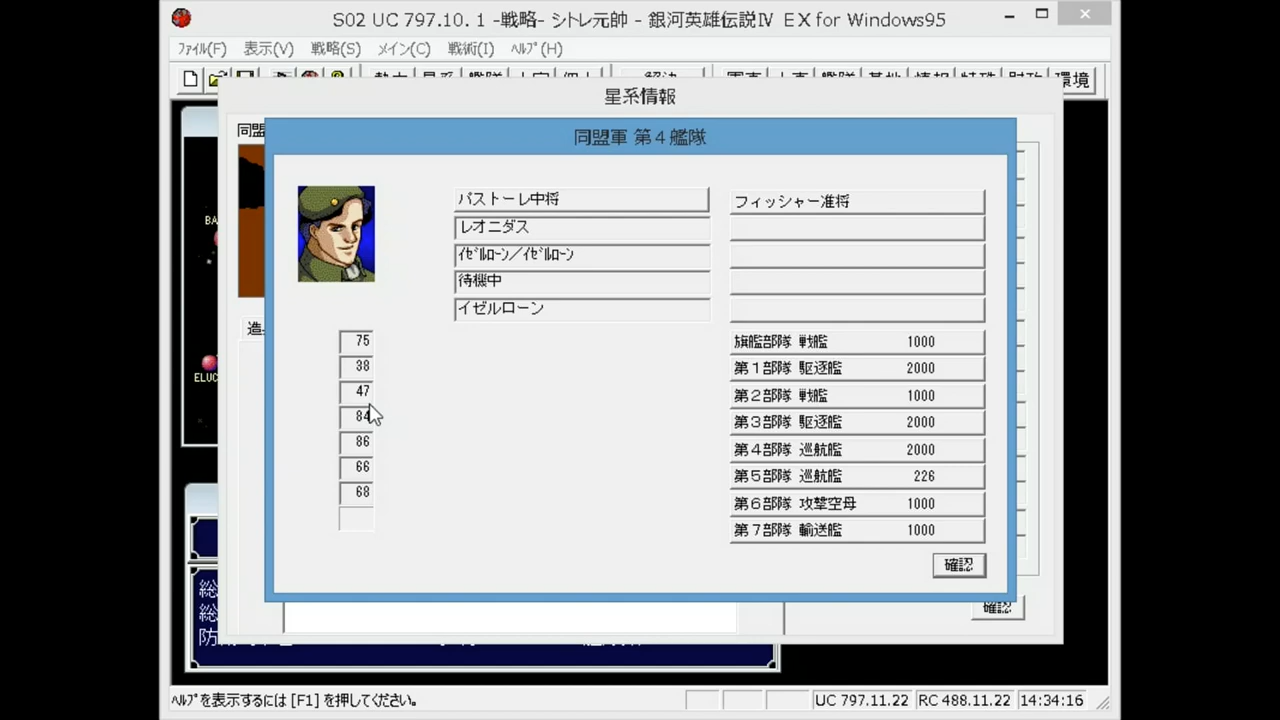 S02 UC 797.10. 1 -戦略- シトレ元帥 - 銀河英雄伝説Ⅳ ＥＸ for Windows95
ﾌｧｲﾙ(F) 表示(V) 戦略(S) メイン(C) 戦術(I) ﾍﾙﾌﾟ(H)
環境
星系情報
同盟
同盟軍 第４艦隊
パストーレ中将
レオニダス
ｲｾﾞﾙﾛｰﾝ／ｲｾﾞﾙﾛｰﾝ
待機中
イゼルローン
フィッシャー准将
BA
ELUC
造
75
38
47
84
86
66
68
旗艦部隊 戦艦 1000
第１部隊 駆逐艦 2000
第２部隊 戦艦 1000
第３部隊 駆逐艦 2000
第４部隊 巡航艦 2000
第５部隊 巡航艦 226
第６部隊 攻撃空母 1000
第７部隊 輸送艦 1000
確認
確認
総
総
防
ﾍﾙﾌﾟを表示するには [F1] を押してください。
UC 797.11.22 RC 488.11.22 14:34:16